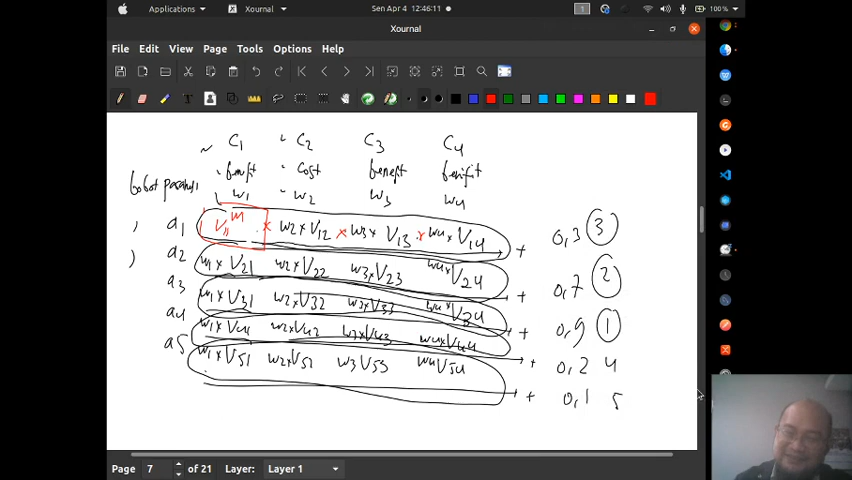 Applications Xournal Sen Apr 4 12:46:11 1 100%
Xournal
File Edit View Page Tools Options Help
C1 C2 C3 C4
benefit cost benefit benifit
w1 w2 w3 w4
a1 V11 w1 × w2 × V12 × w3 × V13 × w4 × V14 + 0,3 3
a2 w1 × V21 w2 × V22 w3 × V23 w4 × V24 + 0,7 2
a3 w1 × V31 w2 × V32 w3 × V33 w4 × V34 + 0,9 1
a4 w1 × V41 w2 × V42 w3 × V43 w4 × V44 + 0,2 4
a5 w1 × V51 w2 × V52 w3 V53 w4 V54 + 0,1 5
Page 7 of 21 Layer: Layer 1